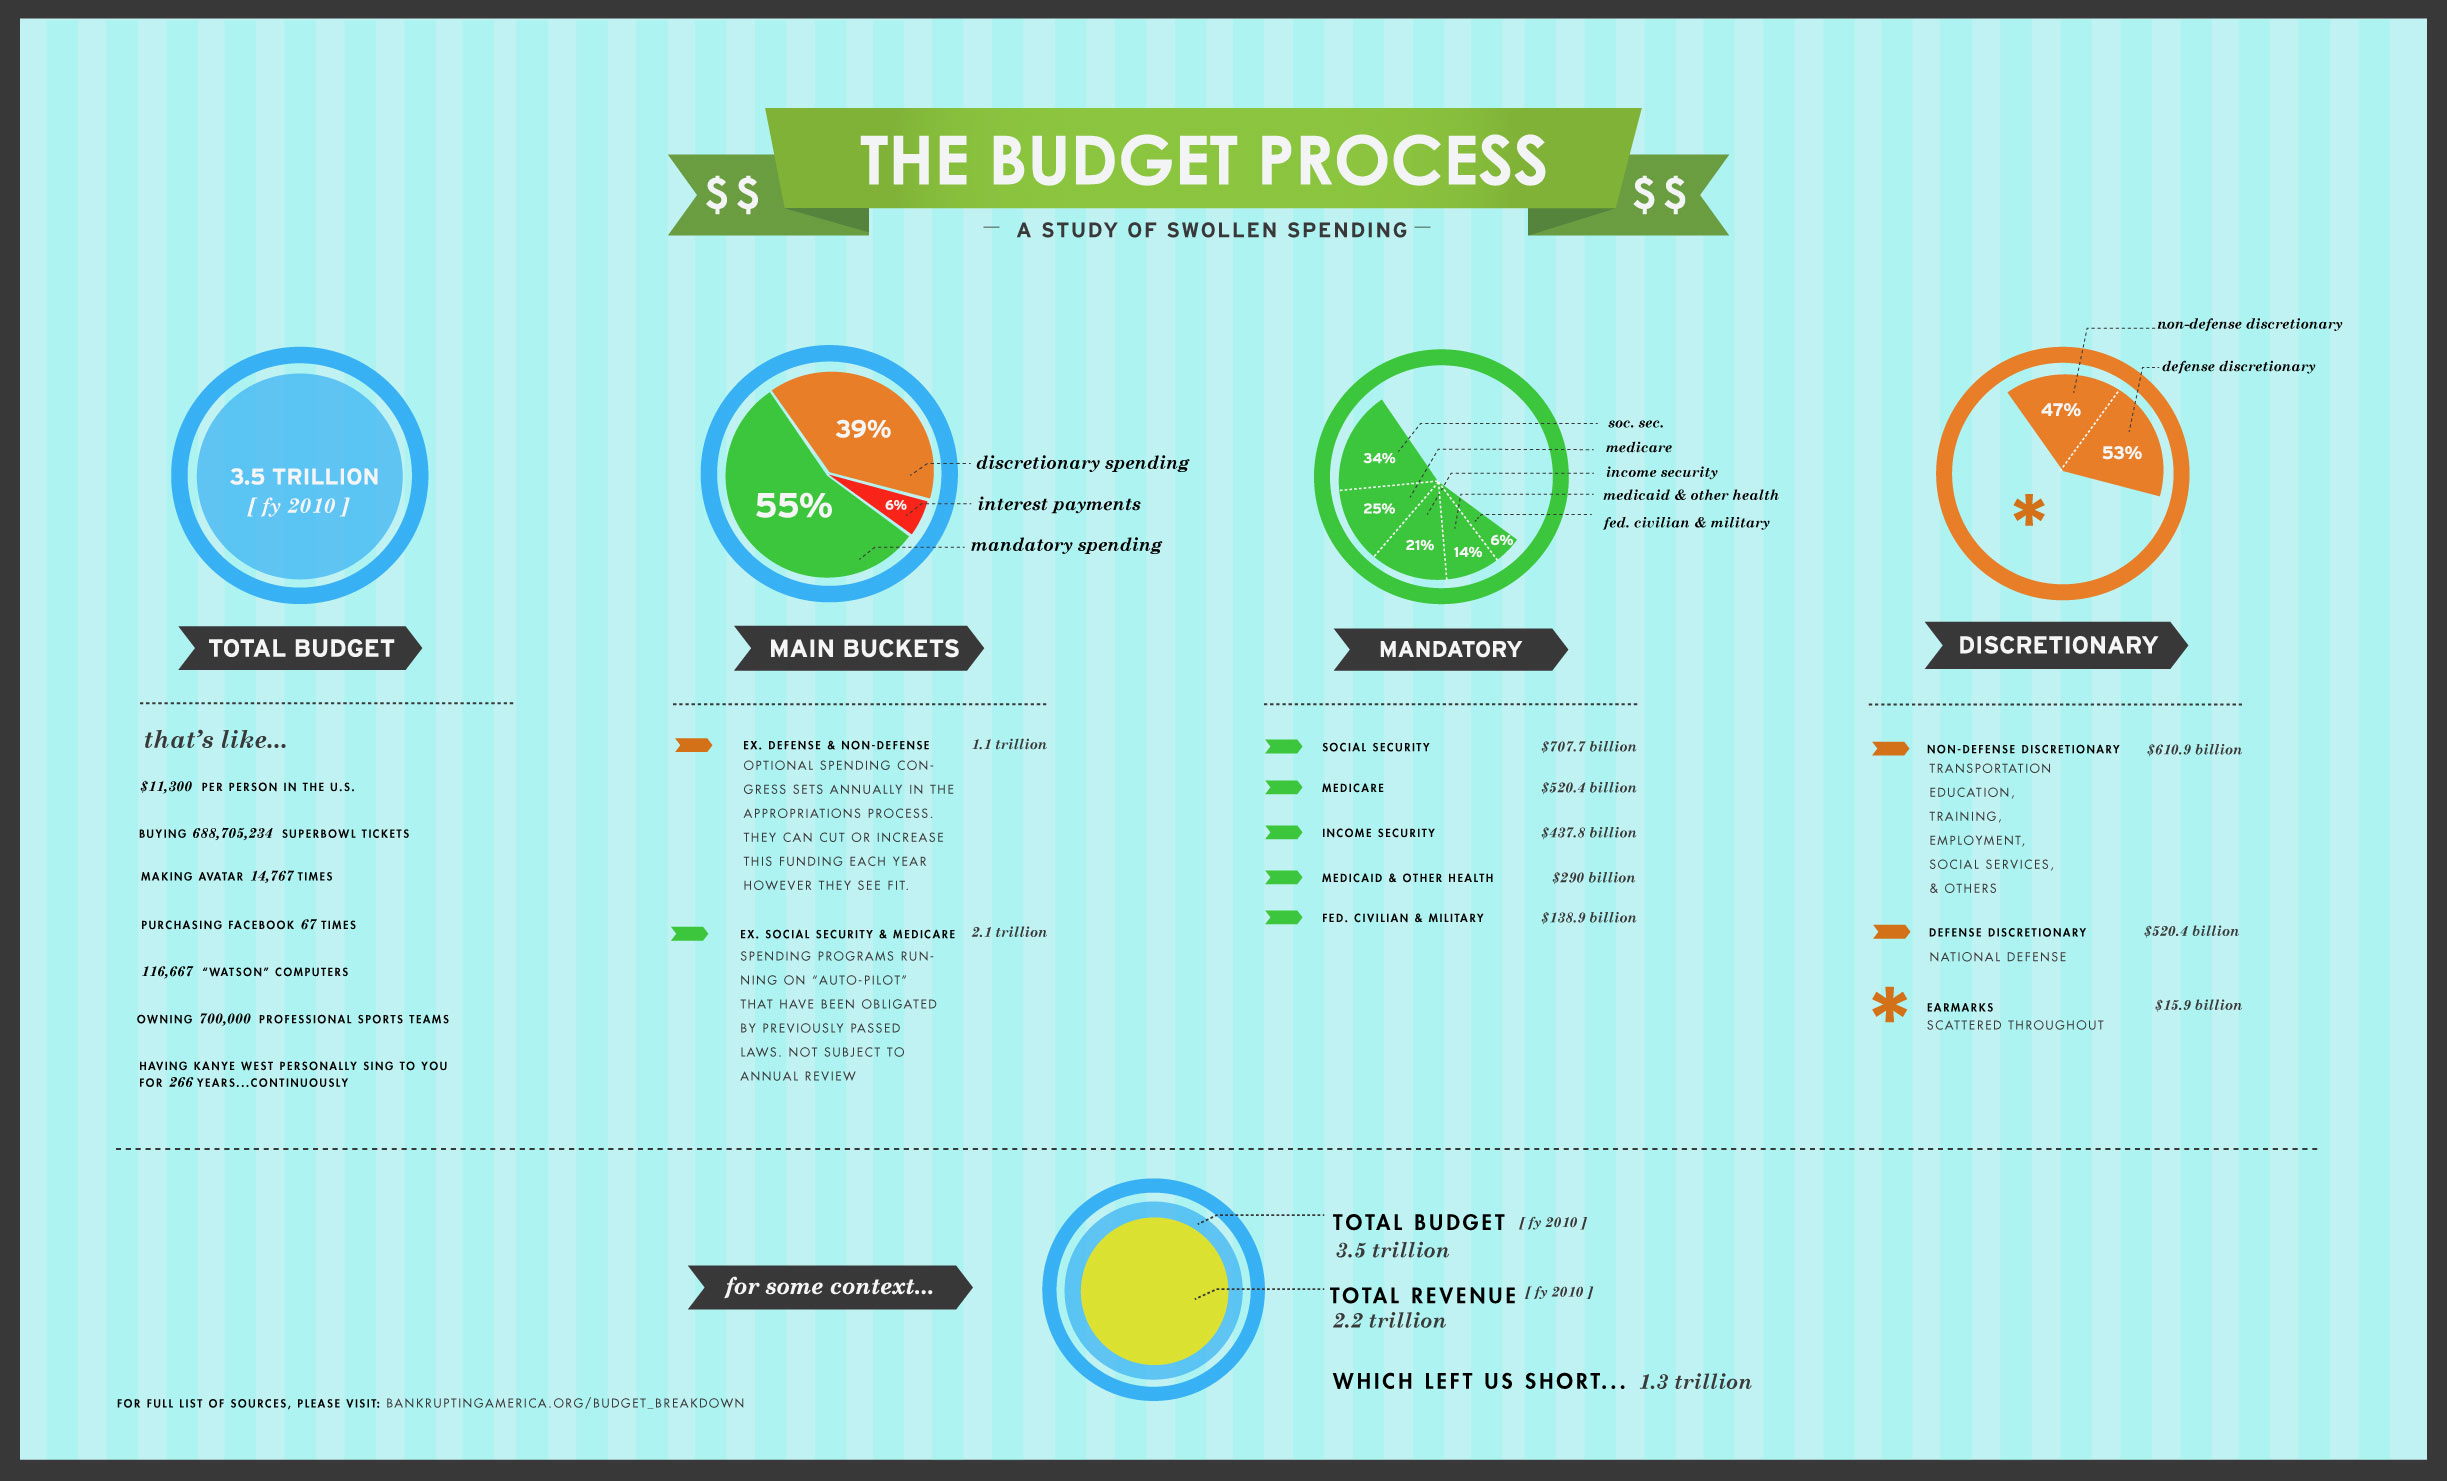 THE BUDGET PROCESS
$ $
$ $
A STUDY OF SWOLLEN SPENDING
3.5 TRILLION
[ fy 2010 ]
TOTAL BUDGET
that's like...
$11,300 PER PERSON IN THE U.S.
BUYING 688,705,234 SUPERBOWL TICKETS
MAKING AVATAR 14,767 TIMES
PURCHASING FACEBOOK 67 TIMES
116,667 “WATSON” COMPUTERS
OWNING 700,000 PROFESSIONAL SPORTS TEAMS
HAVING KANYE WEST PERSONALLY SING TO YOU
FOR 266 YEARS...CONTINUOUSLY
39%
55%
6%
discretionary spending
interest payments
mandatory spending
MAIN BUCKETS
EX. DEFENSE & NON-DEFENSE 1.1 trillion
OPTIONAL SPENDING CON-
GRESS SETS ANNUALLY IN THE
APPROPRIATIONS PROCESS.
THEY CAN CUT OR INCREASE
THIS FUNDING EACH YEAR
HOWEVER THEY SEE FIT.
EX. SOCIAL SECURITY & MEDICARE 2.1 trillion
SPENDING PROGRAMS RUN-
NING ON “AUTO-PILOT”
THAT HAVE BEEN OBLIGATED
BY PREVIOUSLY PASSED
LAWS. NOT SUBJECT TO
ANNUAL REVIEW
34%
25%
21%
14%
6%
soc. sec.
medicare
income security
medicaid & other health
fed. civilian & military
MANDATORY
SOCIAL SECURITY $707.7 billion
MEDICARE $520.4 billion
INCOME SECURITY $437.8 billion
MEDICAID & OTHER HEALTH $290 billion
FED. CIVILIAN & MILITARY $138.9 billion
non-defense discretionary
defense discretionary
47%
53%
*
DISCRETIONARY
NON-DEFENSE DISCRETIONARY $610.9 billion
TRANSPORTATION
EDUCATION,
TRAINING,
EMPLOYMENT,
SOCIAL SERVICES,
& OTHERS
DEFENSE DISCRETIONARY $520.4 billion
NATIONAL DEFENSE
* EARMARKS $15.9 billion
SCATTERED THROUGHOUT
for some context...
TOTAL BUDGET [ fy 2010 ]
3.5 trillion
TOTAL REVENUE [ fy 2010 ]
2.2 trillion
WHICH LEFT US SHORT... 1.3 trillion
FOR FULL LIST OF SOURCES, PLEASE VISIT: BANKRUPTINGAMERICA.ORG/BUDGET_BREAKDOWN